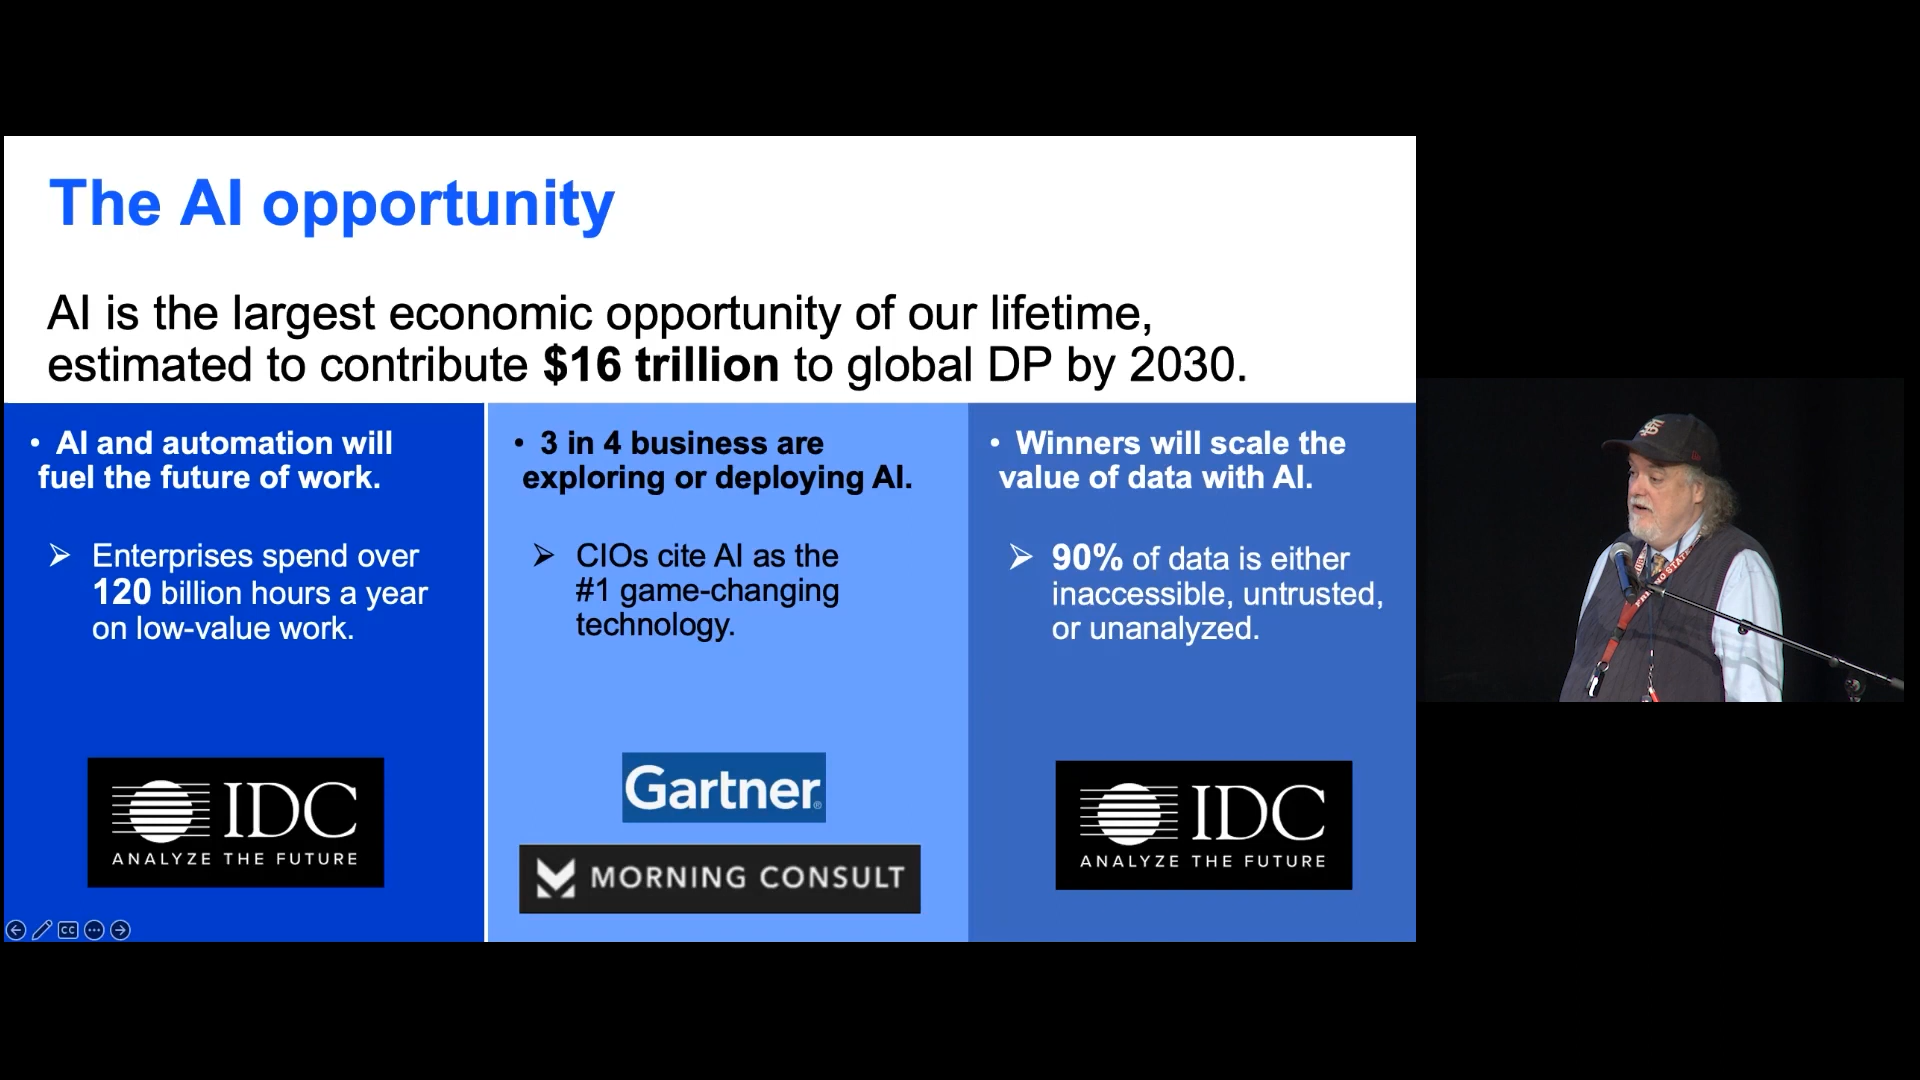 The AI opportunity
AI is the largest economic opportunity of our lifetime,
estimated to contribute $16 trillion to global DP by 2030.
• AI and automation will
fuel the future of work.
➢ Enterprises spend over
120 billion hours a year
on low-value work.
IDC
ANALYZE THE FUTURE
• 3 in 4 business are
exploring or deploying AI.
➢ CIOs cite AI as the
#1 game-changing
technology.
Gartner®
MORNING CONSULT
• Winners will scale the
value of data with AI.
➢ 90% of data is either
inaccessible, untrusted,
or unanalyzed.
IDC
ANALYZE THE FUTURE
CC